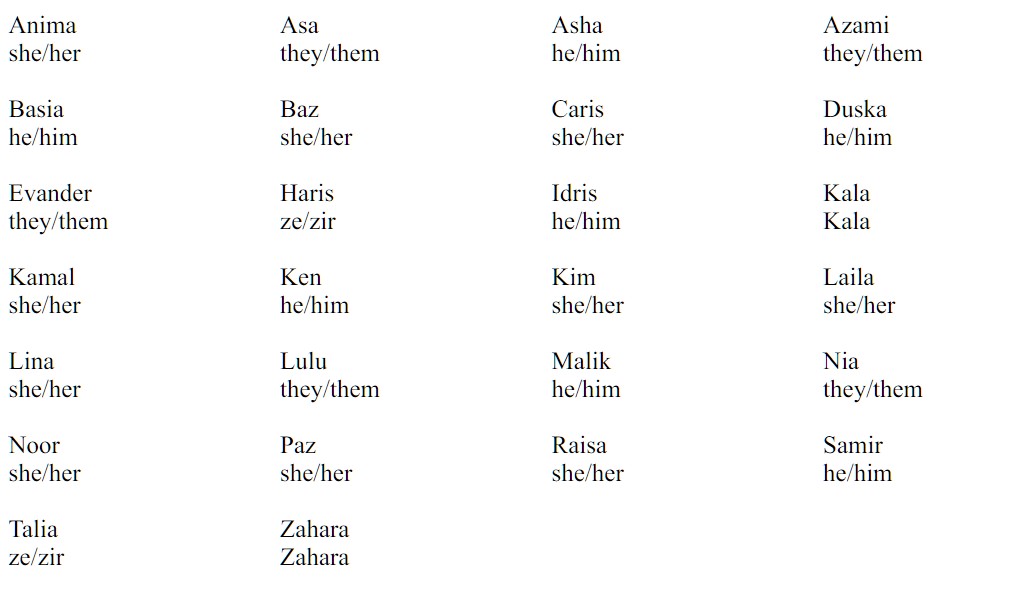 Anima
she/her
Asa
they/them
Asha
he/him
Azami
they/them
Basia
he/him
Baz
she/her
Caris
she/her
Duska
he/him
Evander
they/them
Haris
ze/zir
Idris
he/him
Kala
Kala
Kamal
she/her
Ken
he/him
Kim
she/her
Laila
she/her
Lina
she/her
Lulu
they/them
Malik
he/him
Nia
they/them
Noor
she/her
Paz
she/her
Raisa
she/her
Samir
he/him
Talia
ze/zir
Zahara
Zahara